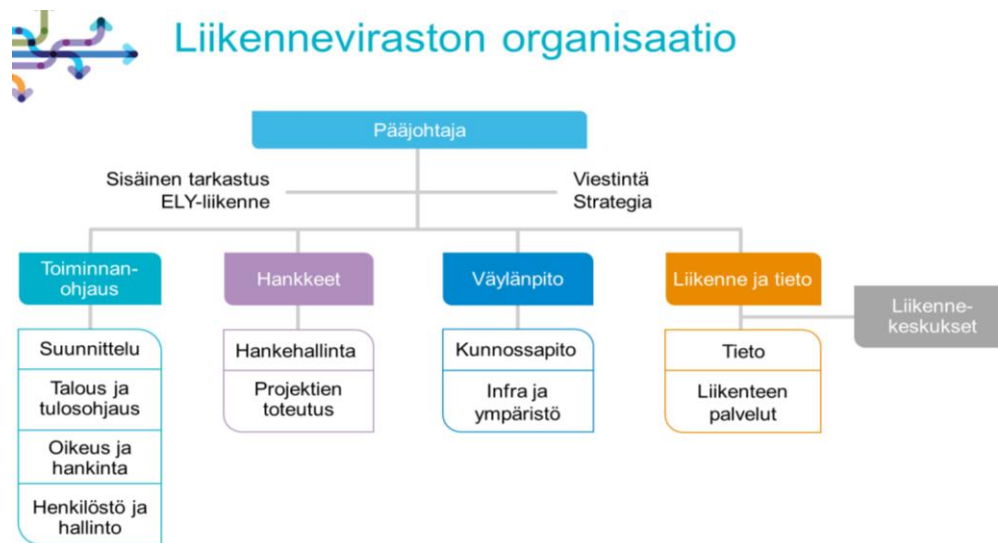 Liikenneviraston organisaatio
Pääjohtaja
Sisäinen tarkastus
ELY-liikenne
Viestintä
Strategia
Toiminnan-
ohjaus
Suunnittelu
Talous ja
tulosohjaus
Oikeus ja
hankinta
Henkilöstö ja
hallinto
Hankkeet
Hankehallinta
Projektien
toteutus
Väylänpito
Kunnossapito
Infra ja
ympäristö
Liikenne ja tieto
Tieto
Liikenteen
palvelut
Liikenne-
keskukset